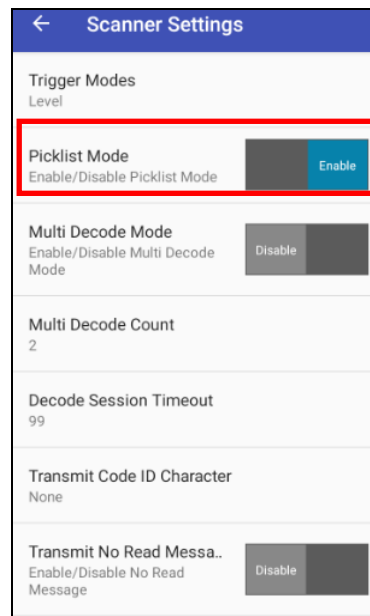 Scanner Settings
Trigger Modes
Level
Picklist Mode
Enable/Disable Picklist Mode
Enable
Multi Decode Mode
Enable/Disable Multi Decode
Mode
Disable
Multi Decode Count
2
Decode Session Timeout
99
Transmit Code ID Character
None
Transmit No Read Messa..
Enable/Disable No Read
Message
Disable